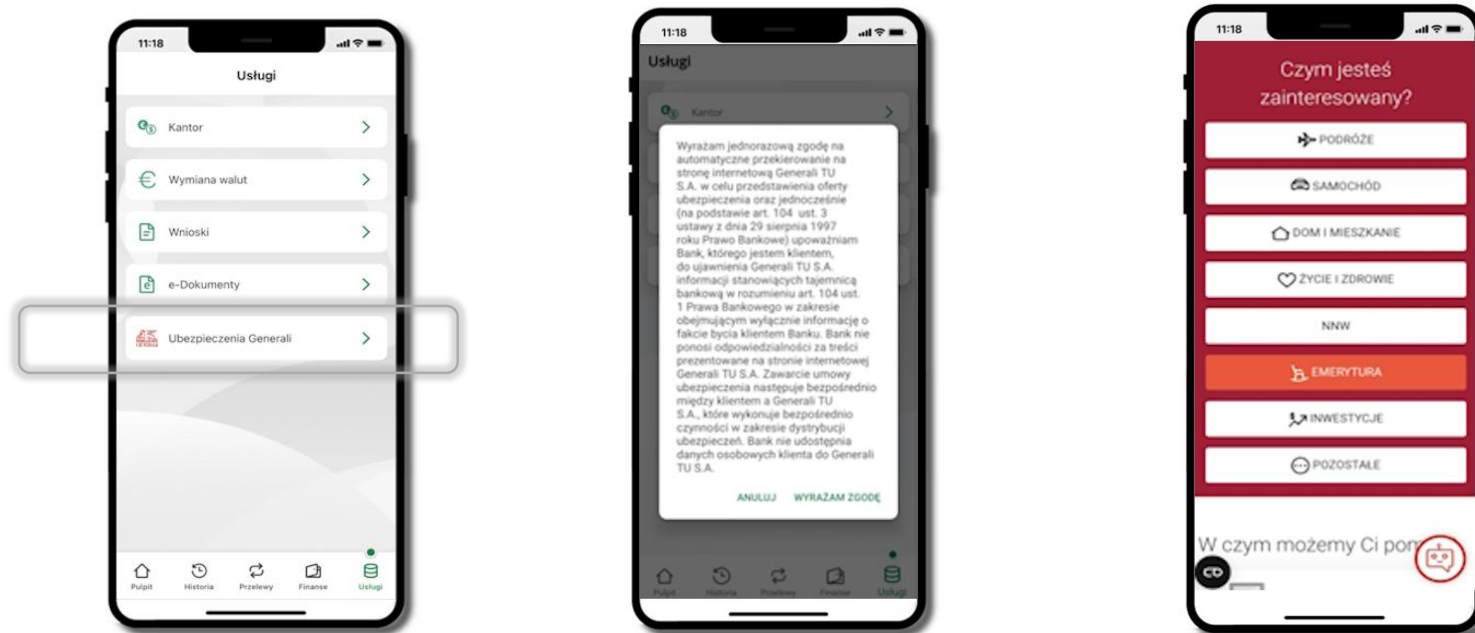 11:18
Usługi
Kantor
Wymiana walut
Wnioski
e-Dokumenty
Ubezpieczenia Generali
Pulpit
Historia
Przelewy
Finanse
Usługi
11:18
Usługi
Kantor
Wyrażam jednorazową zgodę na
automatyczne przekierowanie na
stronę internetową Generali TU
S.A. w celu przedstawienia oferty
ubezpieczenia oraz jednocześnie
(na podstawie art. 104 ust. 3
ustawy z dnia 29 sierpnia 1997
roku Prawo Bankowe) upoważniam
Bank, którego jestem klientem,
do ujawnienia Generali TU S.A.
informacji stanowiących tajemnicą
bankową w rozumieniu art. 104 ust.
1 Prawa Bankowego w zakresie
obejmującym wyłącznie informację o
fakcie bycia klientem Banku. Bank nie
ponosi odpowiedzialności za treści
prezentowane na stronie internetowej
Generali TU S.A. Zawarcie umowy
ubezpieczenia następuje bezpośrednio
między klientem a Generali TU
S.A., które wykonuje bezpośrednio
czynności w zakresie dystrybucji
ubezpieczeń. Bank nie udostępnia
danych osobowych klienta do Generali
TU S.A.
ANULUJ
WYRAŻAM ZGODĘ
Pulpit
Historia
Przelewy
Finanse
Usługi
11:18
Czym jesteś
zainteresowany?
PODRÓŻE
SAMOCHÓD
DOM I MIESZKANIE
ŻYCIE I ZDROWIE
NNW
EMERYTURA
INWESTYCJE
POZOSTAŁE
W czym możemy Ci pom